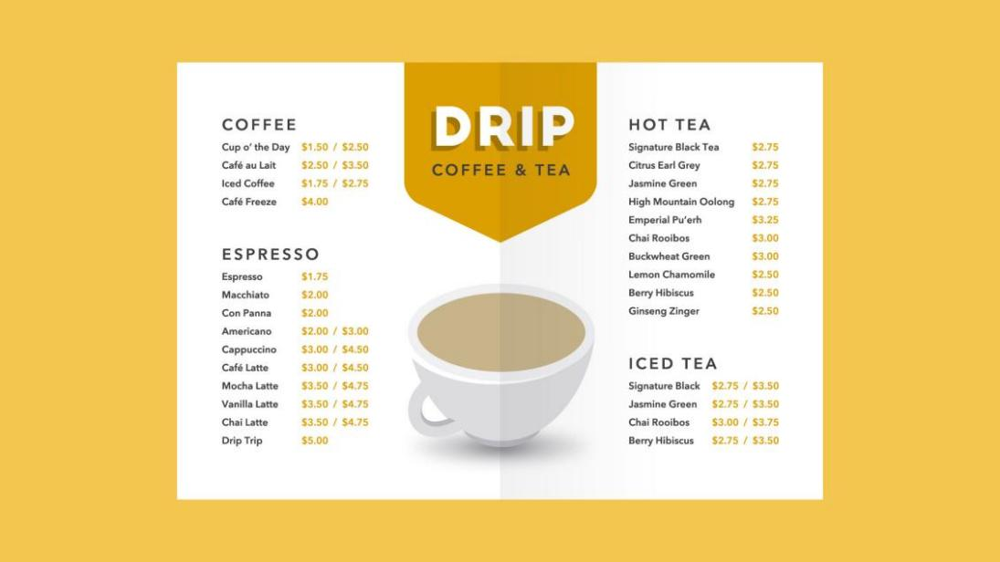 DRIP
COFFEE & TEA
COFFEE
Cup o' the Day $1.50 / $2.50
Café au Lait $2.50 / $3.50
Iced Coffee $1.75 / $2.75
Café Freeze $4.00
ESPRESSO
Espresso $1.75
Macchiato $2.00
Con Panna $2.00
Americano $2.00 / $3.00
Cappuccino $3.00 / $4.50
Café Latte $3.00 / $4.50
Mocha Latte $3.50 / $4.75
Vanilla Latte $3.50 / $4.75
Chai Latte $3.50 / $4.75
Drip Trip $5.00
HOT TEA
Signature Black Tea $2.75
Citrus Earl Grey $2.75
Jasmine Green $2.75
High Mountain Oolong $2.75
Emperial Pu'erh $3.25
Chai Rooibos $3.00
Buckwheat Green $3.00
Lemon Chamomile $2.50
Berry Hibiscus $2.50
Ginseng Zinger $2.50
ICED TEA
Signature Black $2.75 / $3.50
Jasmine Green $2.75 / $3.50
Chai Rooibos $3.00 / $3.75
Berry Hibiscus $2.75 / $3.50